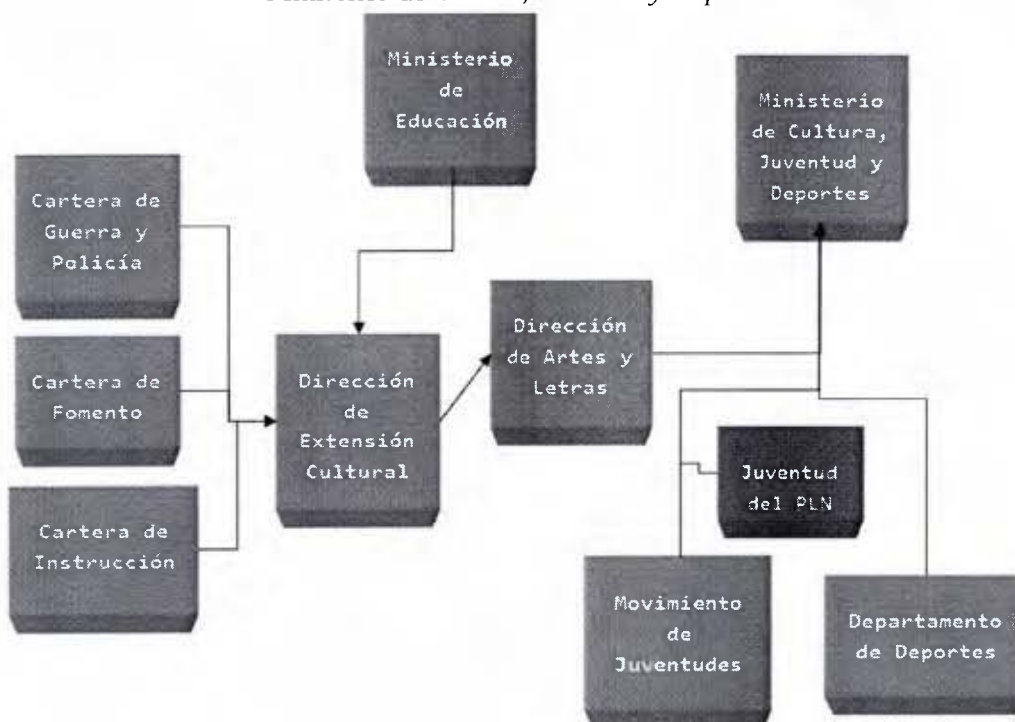 Ministerio
de
Educación
Ministerio
de Cultura,
Juventud y
Deportes
Cartera de
Guerra y
Policía
Cartera de
Fomento
Cartera de
Instrucción
Dirección
de
Extensión
Cultural
Dirección
de Artes y
Letras
Juventud
del PLN
Movimiento
de
Juventudes
Departamento
de Deportes